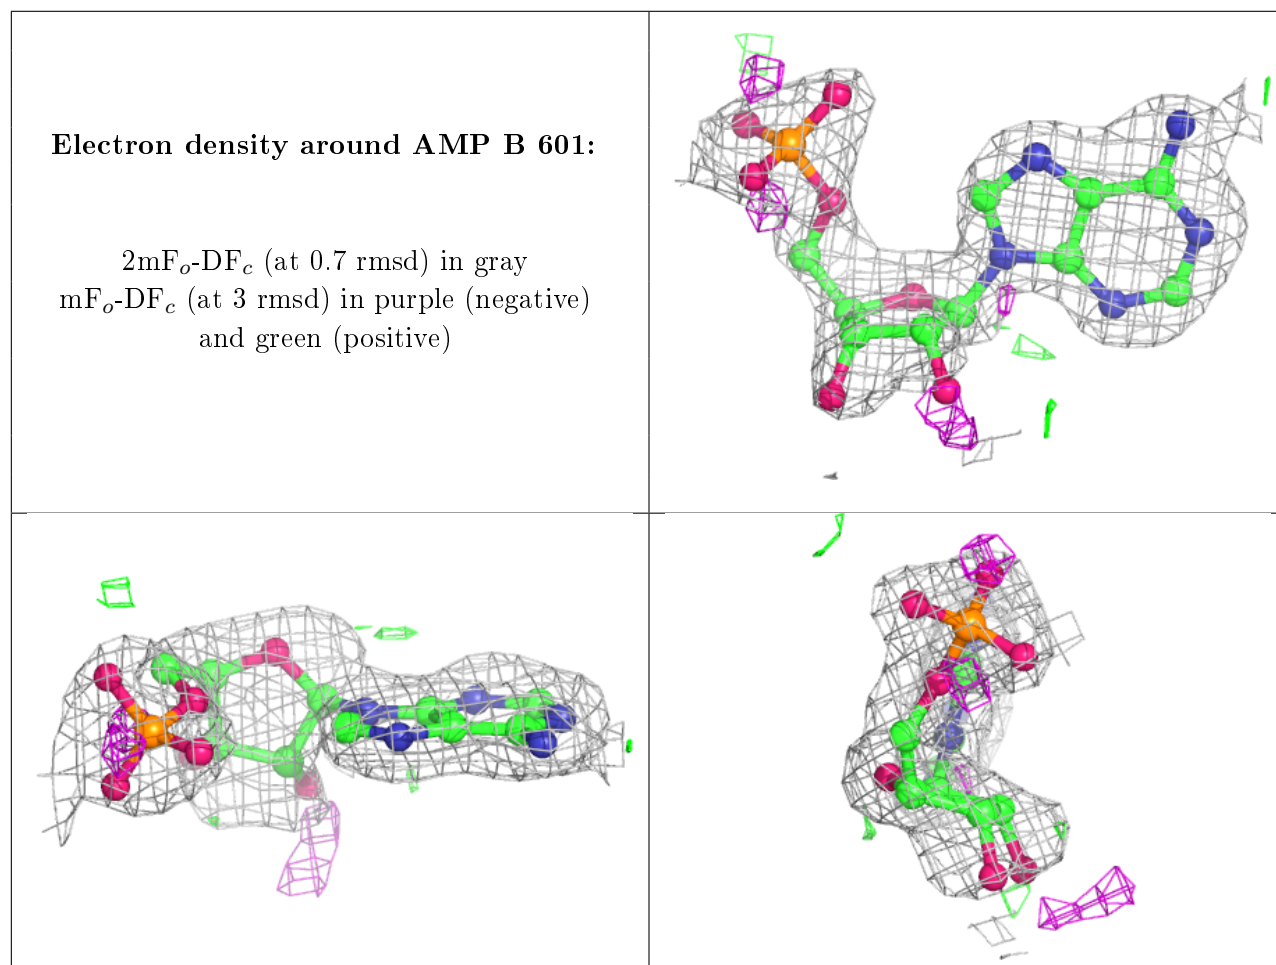 Electron density around AMP B 601:
2mFₒ-DF𝒸 (at 0.7 rmsd) in gray
mFₒ-DF𝒸 (at 3 rmsd) in purple (negative)
and green (positive)